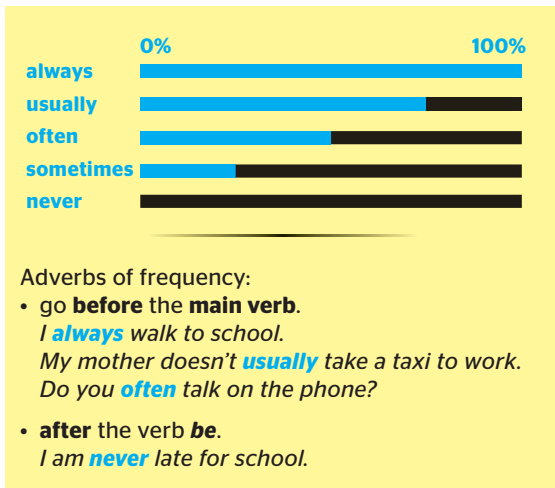 0% 100%
always
usually
often
sometimes
never
Adverbs of frequency:
• go before the main verb.
I always walk to school.
My mother doesn't usually take a taxi to work.
Do you often talk on the phone?
• after the verb be.
I am never late for school.